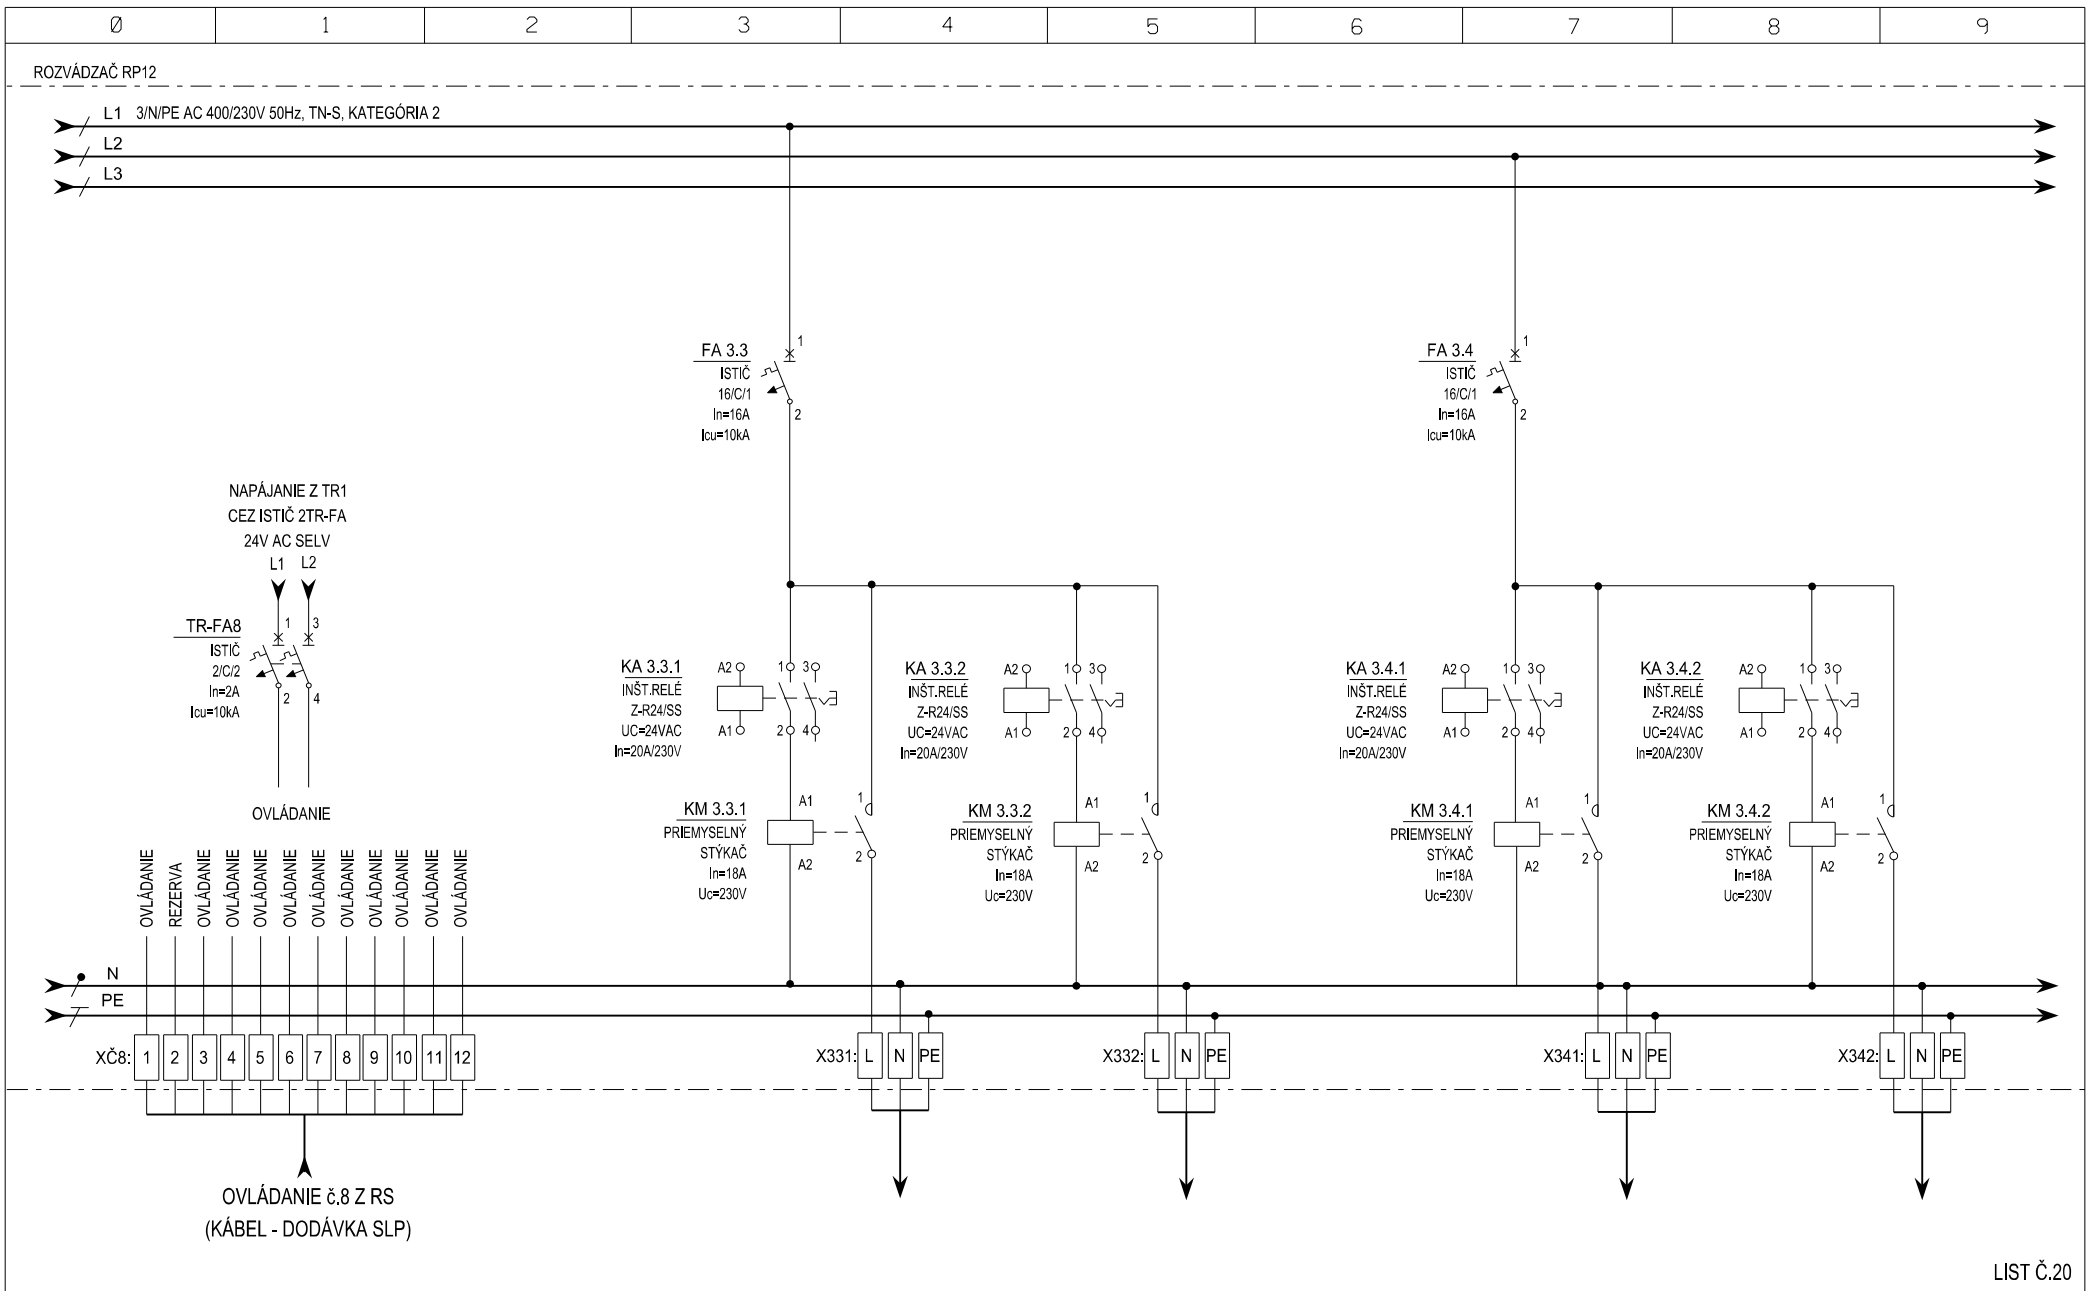 0 1 2 3 4 5 6 7 8 9
ROZVÁDZAČ RP12
L1 3/N/PE AC 400/230V 50Hz, TN-S, KATEGÓRIA 2
L2
L3
FA 3.3
ISTIČ
16/C/1
In=16A
Icu=10kA
1
2
FA 3.4
ISTIČ
16/C/1
In=16A
Icu=10kA
1
2
NAPÁJANIE Z TR1
CEZ ISTIČ 2TR-FA
24V AC SELV
L1 L2
TR-FA8
ISTIČ
2/C/2
In=2A
Icu=10kA
1 3
2 4
OVLÁDANIE
KA 3.3.1
INŠT.RELÉ
Z-R24/SS
UC=24VAC
In=20A/230V
A2 1 3
A1 2 4
KA 3.3.2
INŠT.RELÉ
Z-R24/SS
UC=24VAC
In=20A/230V
A2 1 3
A1 2 4
KA 3.4.1
INŠT.RELÉ
Z-R24/SS
UC=24VAC
In=20A/230V
A2 1 3
A1 2 4
KA 3.4.2
INŠT.RELÉ
Z-R24/SS
UC=24VAC
In=20A/230V
A2 1 3
A1 2 4
KM 3.3.1
PRIEMYSELNÝ
STÝKAČ
In=18A
Uc=230V
A1 1
A2 2
KM 3.3.2
PRIEMYSELNÝ
STÝKAČ
In=18A
Uc=230V
A1 1
A2 2
KM 3.4.1
PRIEMYSELNÝ
STÝKAČ
In=18A
Uc=230V
A1 1
A2 2
KM 3.4.2
PRIEMYSELNÝ
STÝKAČ
In=18A
Uc=230V
A1 1
A2 2
OVLÁDANIE
REZERVA
OVLÁDANIE
OVLÁDANIE
OVLÁDANIE
OVLÁDANIE
OVLÁDANIE
OVLÁDANIE
OVLÁDANIE
OVLÁDANIE
OVLÁDANIE
OVLÁDANIE
N
PE
XČ8: 1 2 3 4 5 6 7 8 9 10 11 12
X331: L N PE
X332: L N PE
X341: L N PE
X342: L N PE
OVLÁDANIE č.8 Z RS
(KÁBEL - DODÁVKA SLP)
LIST Č.20